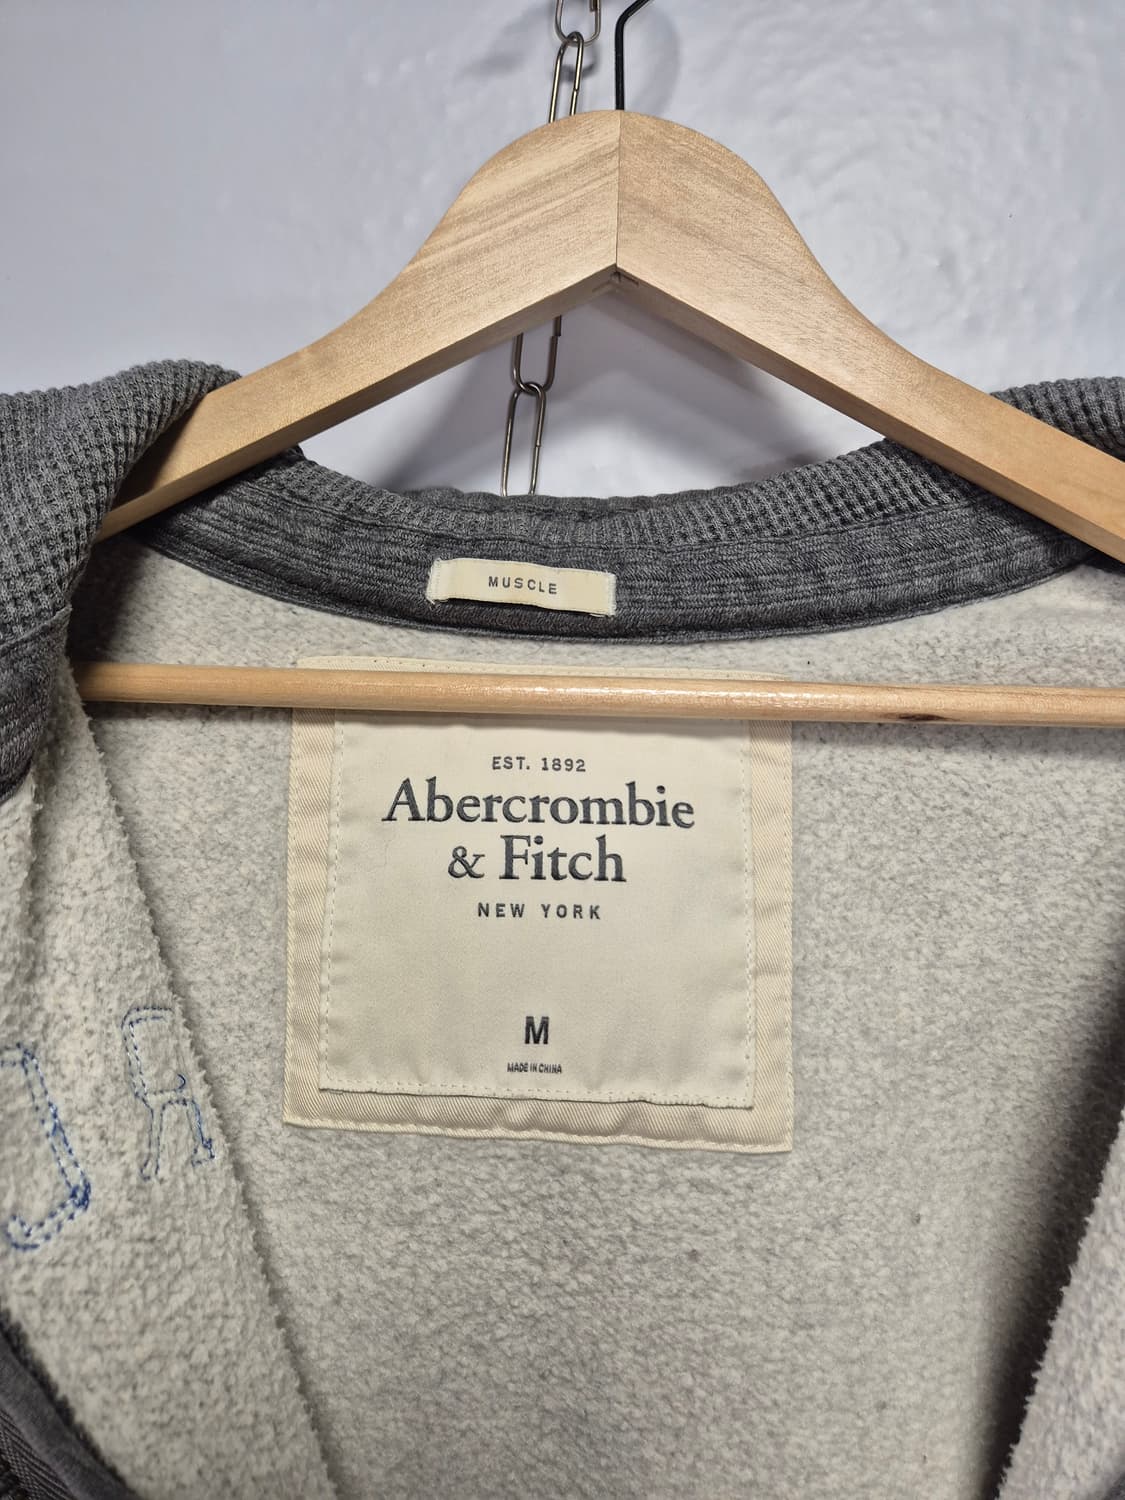 MUSCLE
EST. 1892
Abercrombie
& Fitch
NEW YORK
M
MADE IN CHINA